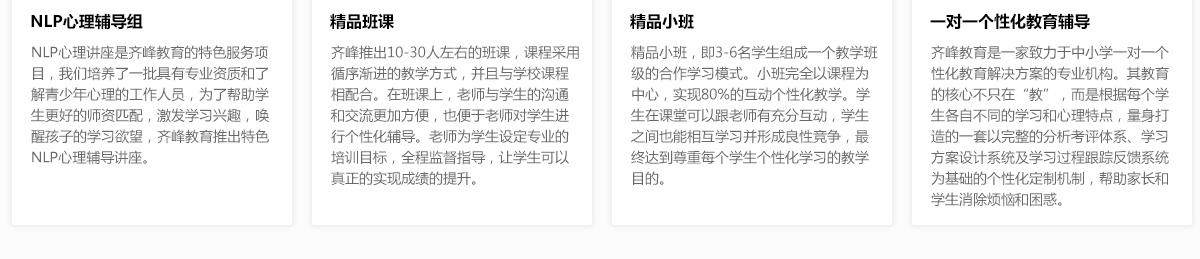 NLP心理辅导组
NLP心理讲座是齐峰教育的特色服务项
目，我们培养了一批具有专业资质和了
解青少年心理的工作人员，为了帮助学
生更好的师资匹配，激发学习兴趣，唤
醒孩子的学习欲望，齐峰教育推出特色
NLP心理辅导讲座。
精品班课
齐峰推出10-30人左右的班课，课程采用
循序渐进的教学方式，并且与学校课程
相配合。在班课上，老师与学生的沟通
和交流更加方便，也便于老师对学生进
行个性化辅导。老师为学生设定专业的
培训目标，全程监督指导，让学生可以
真正的实现成绩的提升。
精品小班
精品小班，即3-6名学生组成一个教学班
级的合作学习模式。小班完全以课程为
中心，实现80%的互动个性化教学。学
生在课堂可以跟老师有充分互动，学生
之间也能相互学习并形成良性竞争，最
终达到尊重每个学生个性化学习的教学
目的。
一对一个性化教育辅导
齐峰教育是一家致力于中小学一对一个
性化教育解决方案的专业机构。其教育
的核心不只在“教”，而是根据每个学
生各自不同的学习和心理特点，量身打
造的一套以完整的分析考评体系、学习
方案设计系统及学习过程跟踪反馈系统
为基础的个性化定制机制，帮助家长和
学生消除烦恼和困惑。